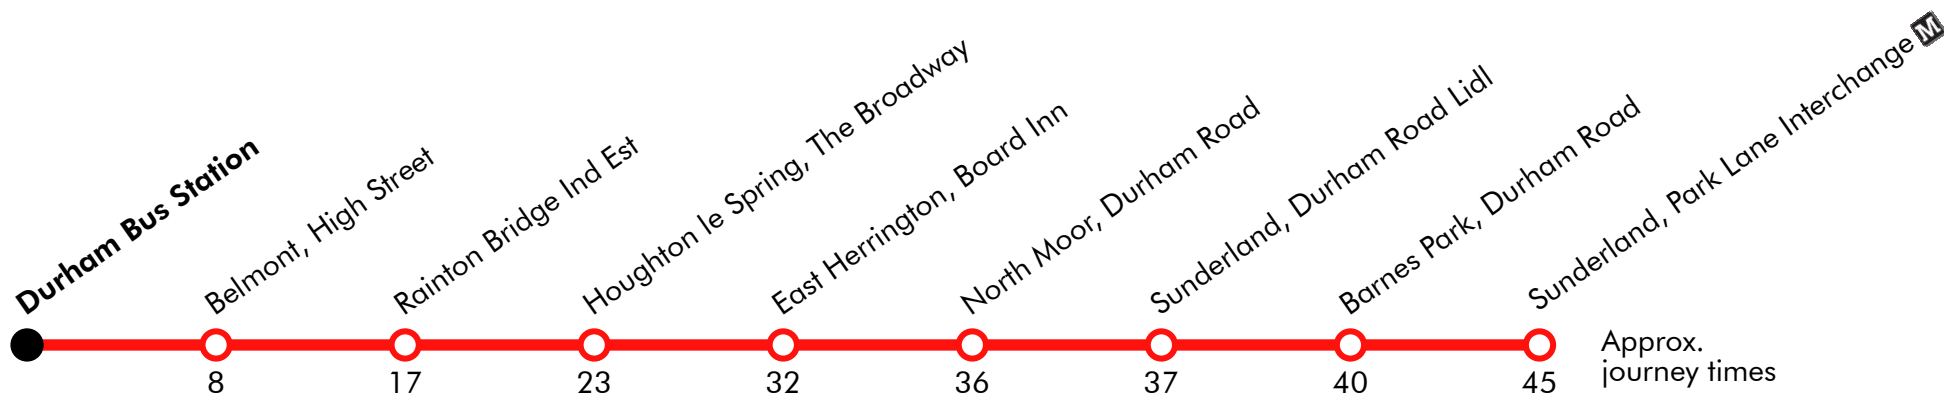 Durham Bus Station
Belmont, High Street
Rainton Bridge Ind Est
Houghton le Spring, The Broadway
East Herrington, Board Inn
North Moor, Durham Road
Sunderland, Durham Road Lidl
Barnes Park, Durham Road
Sunderland, Park Lane Interchange M
8
17
23
32
36
37
40
45
Approx.
journey times